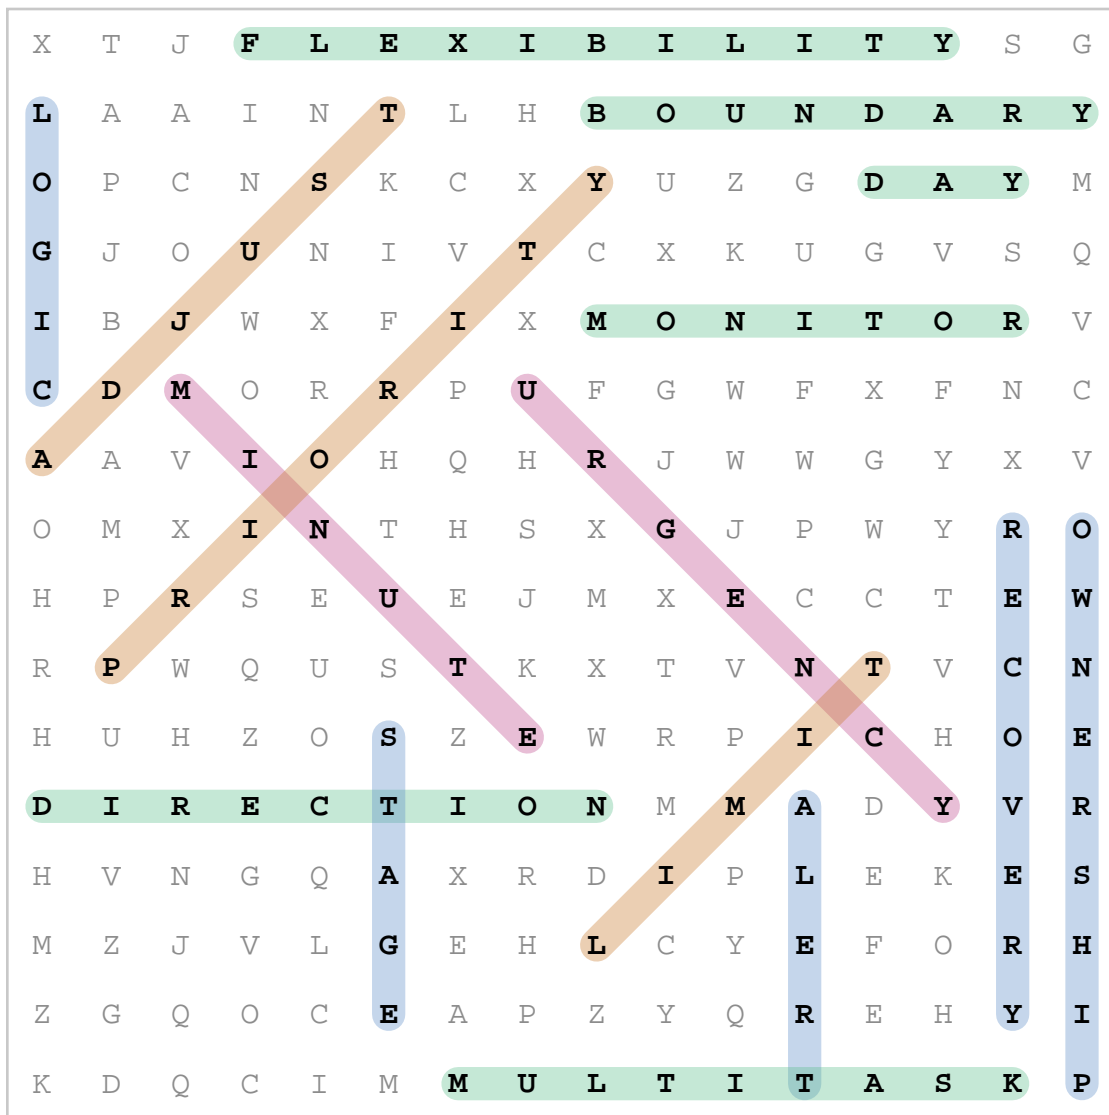 X T J F L E X I B I L I T Y S G
L A A I N T L H B O U N D A R Y
O P C N S K C X Y U Z G D A Y M
G J O U N I V T C X K U G V S Q
I B J W X F I X M O N I T O R V
C D M O R R P U F G W F X F N C
A A V I O H Q H R J W W G Y X V
O M X I N T H S X G J P W Y R O
H P R S E U E J M X E C C T E W
R P W Q U S T K X T V N T V C N
H U H Z O S Z E W R P I C H O E
D I R E C T I O N M M A D Y V R
H V N G Q A X R D I P L E K E S
M Z J V L G E H L C Y E F O R H
Z G Q O C E A P Z Y Q R E H Y I
K D Q C I M M U L T I T A S K P